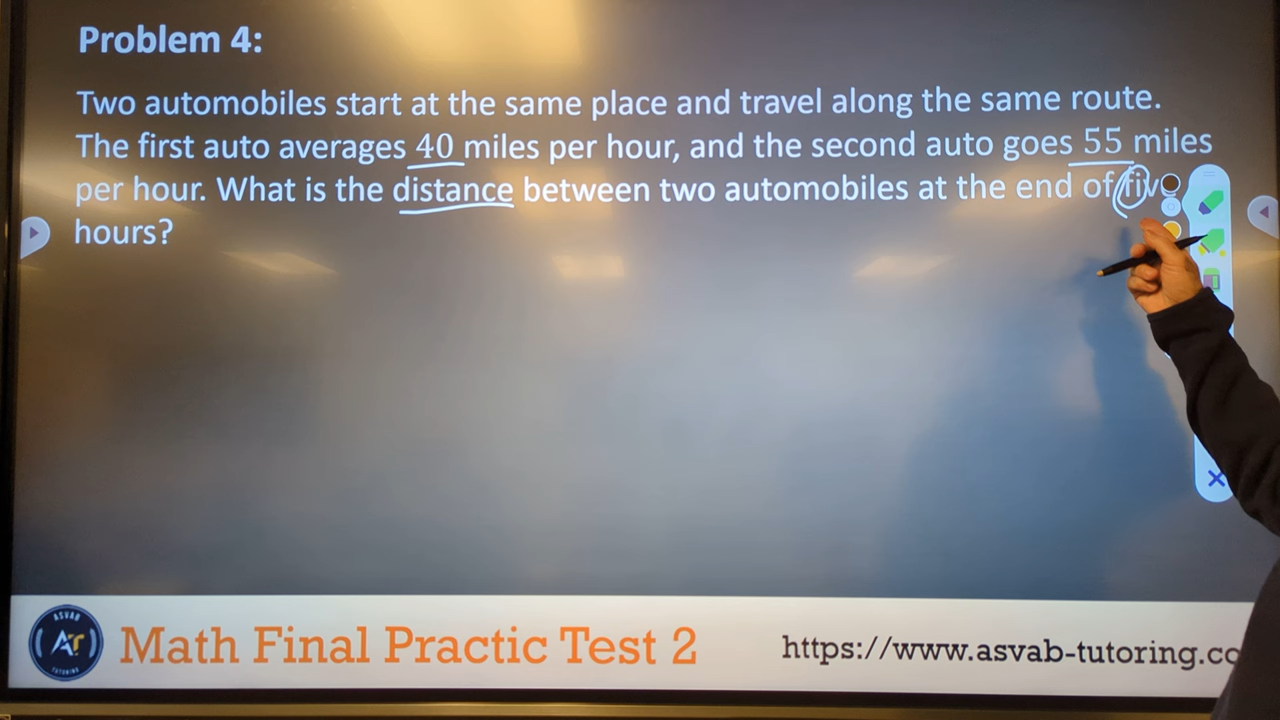 Problem 4:
Two automobiles start at the same place and travel along the same route.
The first auto averages 40 miles per hour, and the second auto goes 55 miles
per hour. What is the distance between two automobiles at the end of fiv
hours?
ASVAB
AT
TUTORING
Math Final Practic Test 2
https://www.asvab-tutoring.co